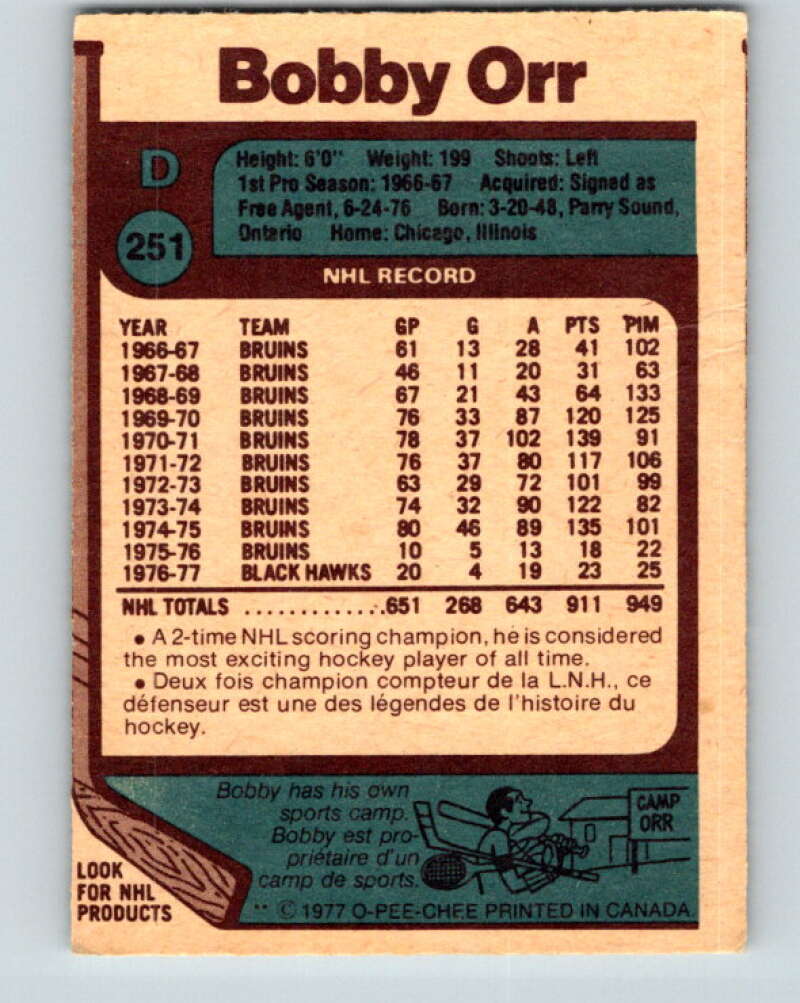 Bobby Orr
D
251
Height: 6'0" Weight: 199 Shoots: Left
1st Pro Season: 1966-67 Acquired: Signed as
Free Agent, 6-24-76 Born: 3-20-48, Parry Sound,
Ontario Home: Chicago, Illinois
NHL RECORD
YEAR TEAM GP G A PTS PIM
1966-67 BRUINS 61 13 28 41 102
1967-68 BRUINS 46 11 20 31 63
1968-69 BRUINS 67 21 43 64 133
1969-70 BRUINS 76 33 87 120 125
1970-71 BRUINS 78 37 102 139 91
1971-72 BRUINS 76 37 80 117 106
1972-73 BRUINS 63 29 72 101 99
1973-74 BRUINS 74 32 90 122 82
1974-75 BRUINS 80 46 89 135 101
1975-76 BRUINS 10 5 13 18 22
1976-77 BLACK HAWKS 20 4 19 23 25
NHL TOTALS .............651 268 643 911 949
• A 2-time NHL scoring champion, he is considered
the most exciting hockey player of all time.
• Deux fois champion compteur de la L.N.H., ce
défenseur est une des légendes de l'histoire du
hockey.
Bobby has his own
sports camp.
Bobby est pro-
priétaire d'un
camp de sports.
CAMP
ORR
LOOK
FOR NHL
PRODUCTS
** © 1977 O-PEE-CHEE PRINTED IN CANADA